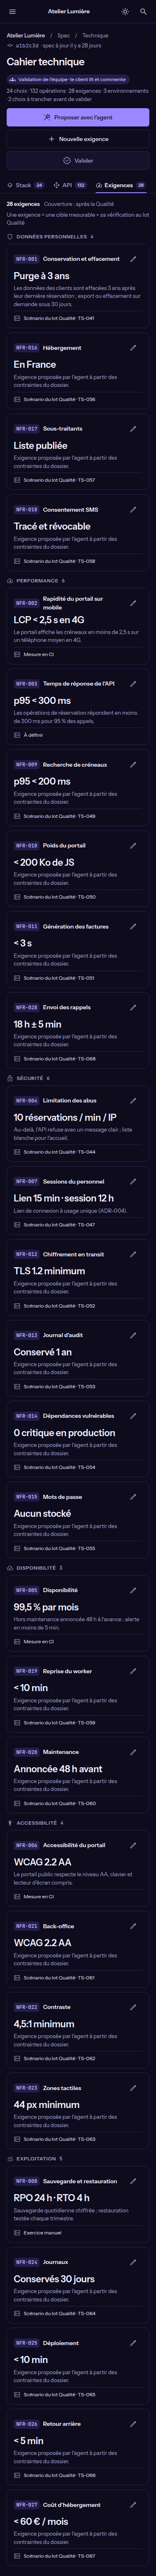 Atelier Lumière
Atelier Lumière / Spec / Technique
a1b2c3d · spec à jour il y a 28 jours
Cahier technique
Validation de l'équipe · le client lit et commente
24 choix · 132 opérations · 28 exigences · 3 environnements
· 2 choix à trancher avant de valider
Proposer avec l'agent
Nouvelle exigence
Valider
Stack 24 API 132 Exigences 28
28 exigences Couverture : après la Qualité
Une exigence = une cible mesurable + sa vérification au lot
Qualité
DONNÉES PERSONNELLES 4
NFR-001 Conservation et effacement
Purge à 3 ans
Les données des clients sont effacées 3 ans après
leur dernière réservation ; export ou effacement sur
demande sous 30 jours.
Scénario du lot Qualité · TS-041
NFR-016 Hébergement
En France
Exigence proposée par l'agent à partir des
contraintes du dossier.
Scénario du lot Qualité · TS-056
NFR-017 Sous-traitants
Liste publiée
Exigence proposée par l'agent à partir des
contraintes du dossier.
Scénario du lot Qualité · TS-057
NFR-018 Consentement SMS
Tracé et révocable
Exigence proposée par l'agent à partir des
contraintes du dossier.
Scénario du lot Qualité · TS-058
PERFORMANCE 6
NFR-002 Rapidité du portail sur
mobile
LCP < 2,5 s en 4G
Le portail affiche les créneaux en moins de 2,5 s sur
un téléphone moyen en 4G.
Mesure en CI
NFR-003 Temps de réponse de l'API
p95 < 300 ms
Les opérations de réservation répondent en moins
de 300 ms pour 95 % des appels.
À définir
NFR-009 Recherche de créneaux
p95 < 200 ms
Exigence proposée par l'agent à partir des
contraintes du dossier.
Scénario du lot Qualité · TS-049
NFR-010 Poids du portail
< 200 Ko de JS
Exigence proposée par l'agent à partir des
contraintes du dossier.
Scénario du lot Qualité · TS-050
NFR-011 Génération des factures
< 3 s
Exigence proposée par l'agent à partir des
contraintes du dossier.
Scénario du lot Qualité · TS-051
NFR-028 Envoi des rappels
18 h ± 5 min
Exigence proposée par l'agent à partir des
contraintes du dossier.
Scénario du lot Qualité · TS-068
SÉCURITÉ 6
NFR-004 Limitation des abus
10 réservations / min / IP
Au-delà, l'API refuse avec un message clair ; liste
blanche pour l'accueil.
Scénario du lot Qualité · TS-044
NFR-007 Sessions du personnel
Lien 15 min · session 12 h
Lien de connexion à usage unique (ADR-004).
Scénario du lot Qualité · TS-047
NFR-012 Chiffrement en transit
TLS 1.2 minimum
Exigence proposée par l'agent à partir des
contraintes du dossier.
Scénario du lot Qualité · TS-052
NFR-013 Journal d'audit
Conservé 1 an
Exigence proposée par l'agent à partir des
contraintes du dossier.
Scénario du lot Qualité · TS-053
NFR-014 Dépendances vulnérables
0 critique en production
Exigence proposée par l'agent à partir des
contraintes du dossier.
Scénario du lot Qualité · TS-054
NFR-015 Mots de passe
Aucun stocké
Exigence proposée par l'agent à partir des
contraintes du dossier.
Scénario du lot Qualité · TS-055
DISPONIBILITÉ 3
NFR-005 Disponibilité
99,5 % par mois
Hors maintenance annoncée 48 h à l'avance ; alerte
en moins de 5 min.
Mesure en CI
NFR-019 Reprise du worker
< 10 min
Exigence proposée par l'agent à partir des
contraintes du dossier.
Scénario du lot Qualité · TS-059
NFR-020 Maintenance
Annoncée 48 h avant
Exigence proposée par l'agent à partir des
contraintes du dossier.
Scénario du lot Qualité · TS-060
ACCESSIBILITÉ 4
NFR-006 Accessibilité du portail
WCAG 2.2 AA
Le portail public respecte le niveau AA, clavier et
lecteur d'écran compris.
Mesure en CI
NFR-021 Back-office
WCAG 2.2 AA
Exigence proposée par l'agent à partir des
contraintes du dossier.
Scénario du lot Qualité · TS-061
NFR-022 Contraste
4,5:1 minimum
Exigence proposée par l'agent à partir des
contraintes du dossier.
Scénario du lot Qualité · TS-062
NFR-023 Zones tactiles
44 px minimum
Exigence proposée par l'agent à partir des
contraintes du dossier.
Scénario du lot Qualité · TS-063
EXPLOITATION 5
NFR-008 Sauvegarde et restauration
RPO 24 h · RTO 4 h
Sauvegarde quotidienne chiffrée ; restauration
testée chaque trimestre.
Exercice manuel
NFR-024 Journaux
Conservés 30 jours
Exigence proposée par l'agent à partir des
contraintes du dossier.
Scénario du lot Qualité · TS-064
NFR-025 Déploiement
< 10 min
Exigence proposée par l'agent à partir des
contraintes du dossier.
Scénario du lot Qualité · TS-065
NFR-026 Retour arrière
< 5 min
Exigence proposée par l'agent à partir des
contraintes du dossier.
Scénario du lot Qualité · TS-066
NFR-027 Coût d'hébergement
< 60 € / mois
Exigence proposée par l'agent à partir des
contraintes du dossier.
Scénario du lot Qualité · TS-067